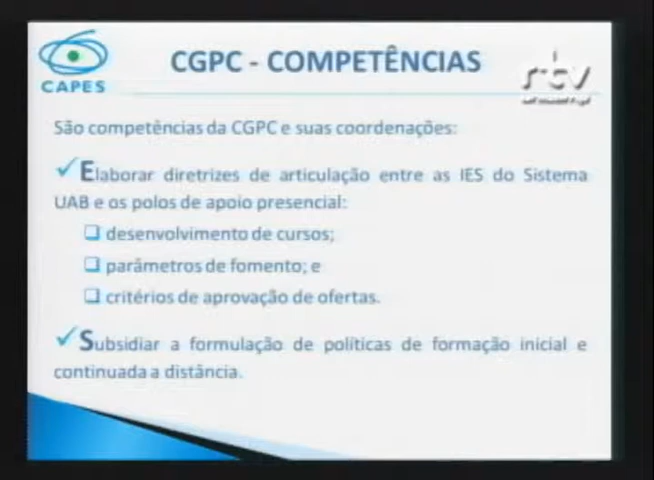 CAPES
CGPC - COMPETÊNCIAS
rtv
São competências da CGPC e suas coordenações:
✓Elaborar diretrizes de articulação entre as IES do Sistema
UAB e os polos de apoio presencial:
❑ desenvolvimento de cursos;
❑ parâmetros de fomento; e
❑ critérios de aprovação de ofertas.
✓Subsidiar a formulação de políticas de formação inicial e
continuada a distância.